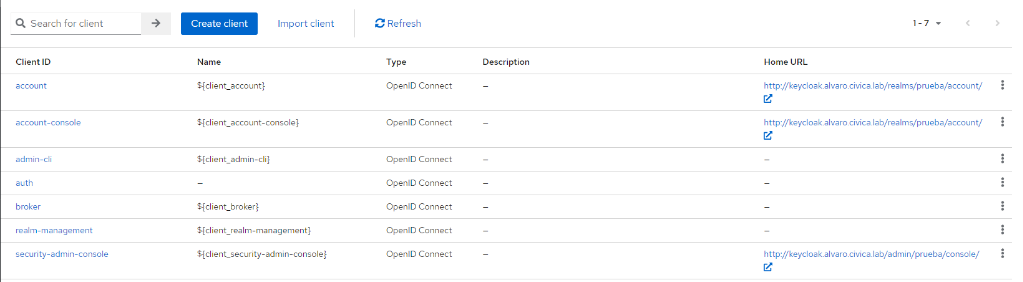 Search for client Create client Import client Refresh 1 - 7
Client ID Name Type Description Home URL
account ${client_account} OpenID Connect – http://keycloak.alvaro.civica.lab/realms/prueba/account/
account-console ${client_account-console} OpenID Connect – http://keycloak.alvaro.civica.lab/realms/prueba/account/
admin-cli ${client_admin-cli} OpenID Connect – –
auth – OpenID Connect – –
broker ${client_broker} OpenID Connect – –
realm-management ${client_realm-management} OpenID Connect – –
security-admin-console ${client_security-admin-console} OpenID Connect – http://keycloak.alvaro.civica.lab/admin/prueba/console/